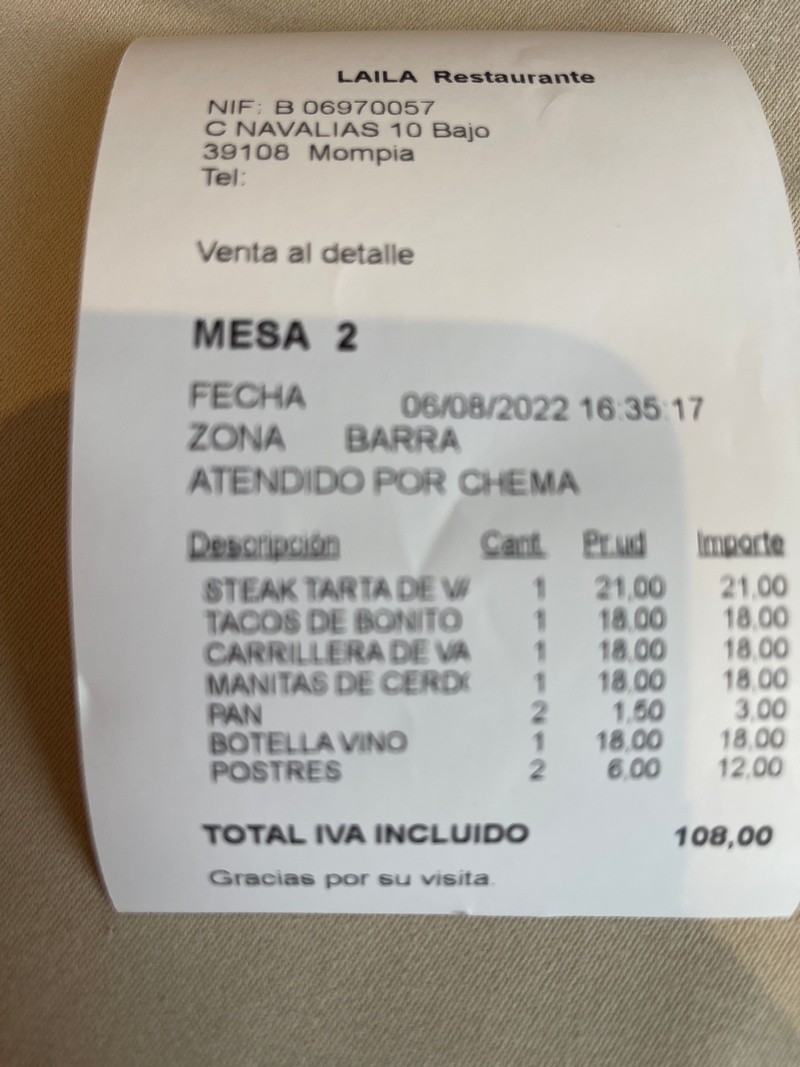 LAILA Restaurante
NIF: B 06970057
C NAVALIAS 10 Bajo
39108 Mompia
Tel:
Venta al detalle
MESA 2
FECHA 06/08/2022 16:35:17
ZONA BARRA
ATENDIDO POR CHEMA
Descripción Cant. Pr.ud Importe
STEAK TARTA DE VA 1 21,00 21,00
TACOS DE BONITO 1 18,00 18,00
CARRILLERA DE VA 1 18,00 18,00
MANITAS DE CERDO 1 18,00 18,00
PAN 2 1,50 3,00
BOTELLA VINO 1 18,00 18,00
POSTRES 2 6,00 12,00
TOTAL IVA INCLUIDO 108,00
Gracias por su visita.